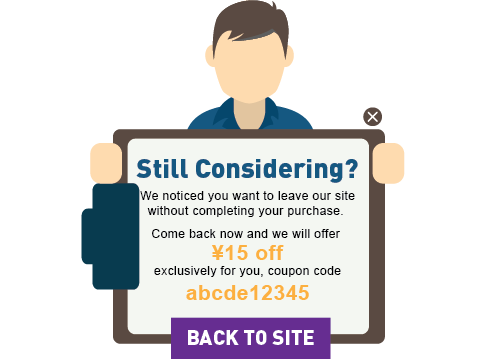 Still Considering?
We noticed you want to leave our site
without completing your purchase.
Come back now and we will offer
¥15 off
exclusively for you, coupon code
abcde12345
BACK TO SITE